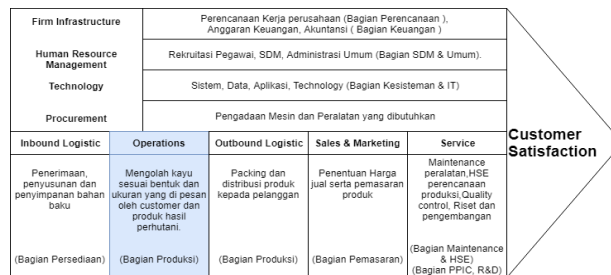 Firm Infrastructure
Perencanaan Kerja perusahaan (Bagian Perencanaan ),
Anggaran Keuangan, Akuntansi ( Bagian Keuangan )
Human Resource
Management
Rekruitasi Pegawai, SDM, Administrasi Umum (Bagian SDM & Umum).
Technology
Sistem, Data, Aplikasi, Technology (Bagian Kesisteman & IT)
Procurement
Pengadaan Mesin dan Peralatan yang dibutuhkan
Inbound Logistic
Operations
Outbound Logistic
Sales & Marketing
Service
Penerimaan,
penyusunan dan
penyimpanan bahan
baku
(Bagian Persediaan)
Mengolah kayu
sesuai bentuk dan
ukuran yang di pesan
oleh customer dan
produk hasil
perhutani.
(Bagian Produksi)
Packing dan
distribusi produk
kepada pelanggan
(Bagian Produksi)
Penentuan Harga
jual serta pemasaran
produk
(Bagian Pemasaran)
Maintenance
peralatan,HSE
perencanaan
produksi,Quality
control, Riset dan
pengembangan
(Bagian Maintenance
& HSE)
(Bagian PPIC, R&D)
Customer
Satisfaction